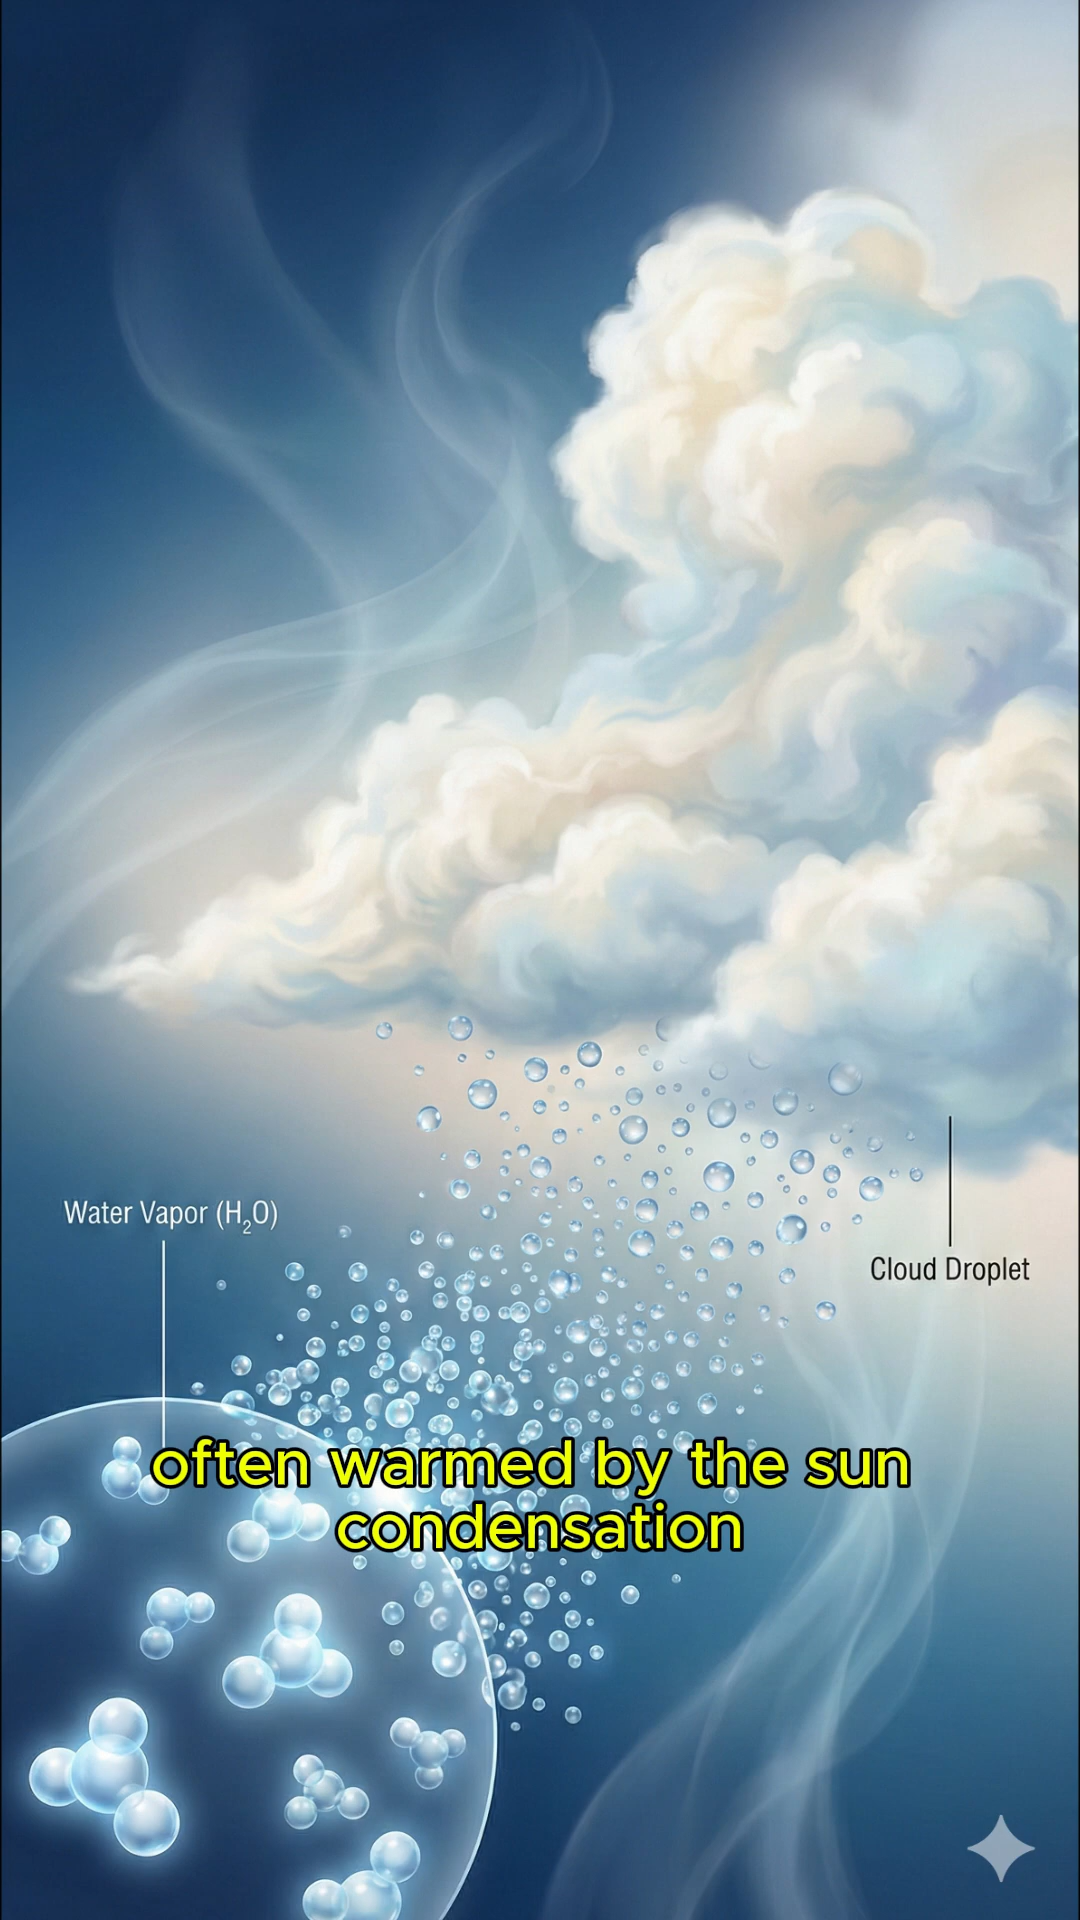 Water Vapor (H₂O)
Cloud Droplet
often warmed by the sun
condensation